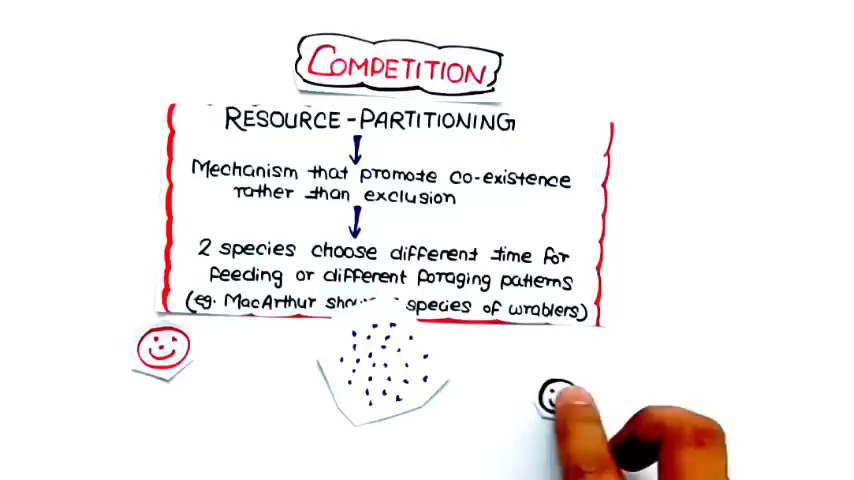 COMPETITION
RESOURCE-PARTITIONING
Mechanism that promote co-existence
rather than exclusion
2 species choose different time for
feeding or different foraging patterns
(eg. MacArthur species of wrablers)